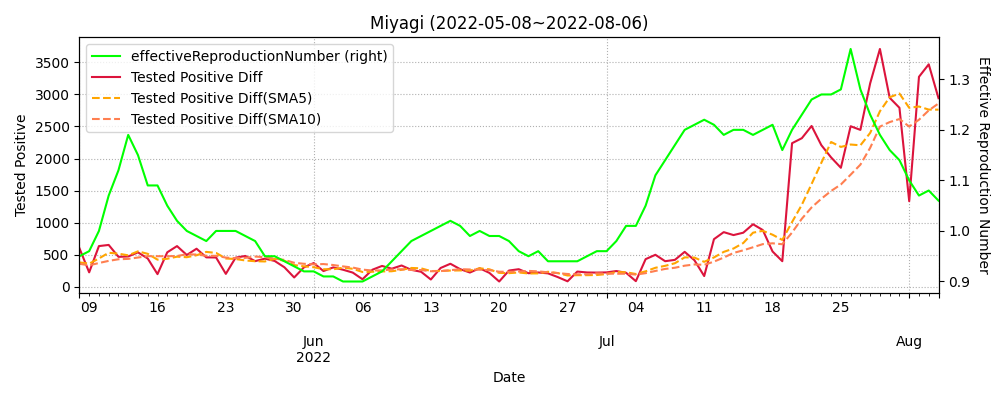 Miyagi (2022-05-08~2022-08-06)
effectiveReproductionNumber (right)
Tested Positive Diff
Tested Positive Diff(SMA5)
Tested Positive Diff(SMA10)
Tested Positive
3500
3000
2500
2000
1500
1000
500
0
Effective Reproduction Number
1.3
1.2
1.1
1.0
0.9
09 16 23 30 06 13 20 27 04 11 18 25
Jun Jul Aug
2022
Date